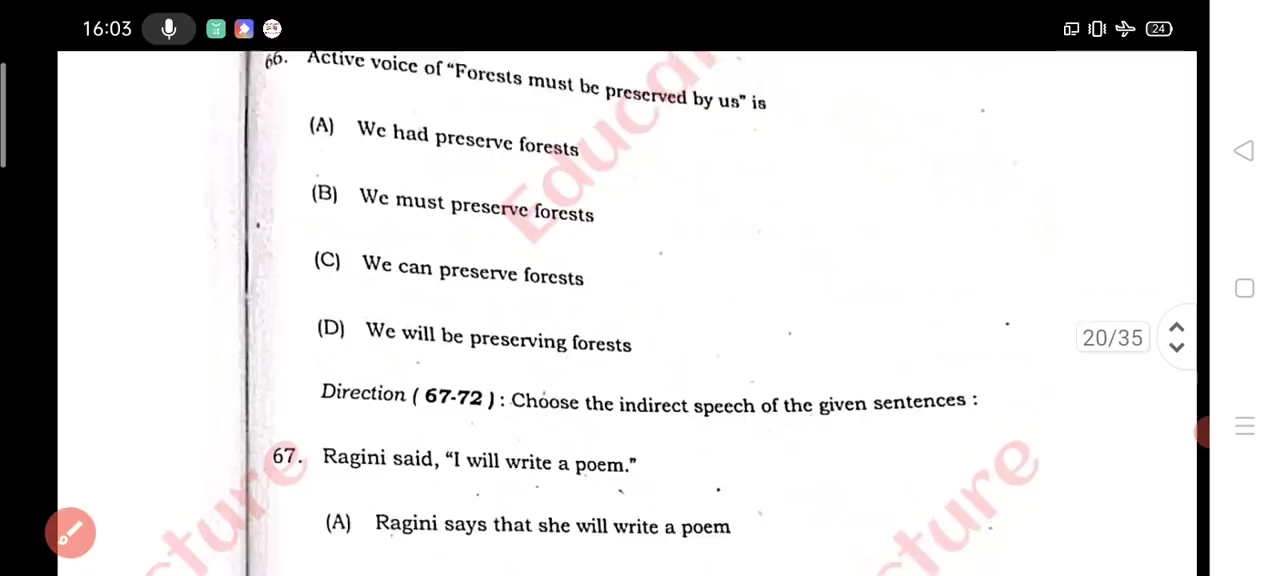 16:03
24
66. Active voice of "Forests must be preserved by us" is
(A) We had preserve forests
(B) We must preserve forests
(C) We can preserve forests
(D) We will be preserving forests
20/35
Direction ( 67-72 ) : Choose the indirect speech of the given sentences :
67. Ragini said, "I will write a poem."
(A) Ragini says that she will write a poem